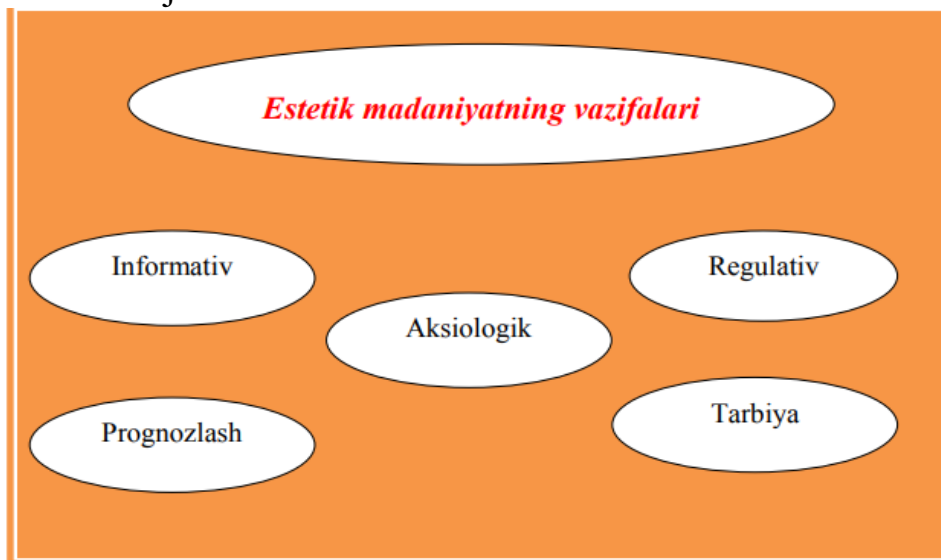 Estetik madaniyatning vazifalari
Informativ
Regulativ
Aksiologik
Prognozlash
Tarbiya